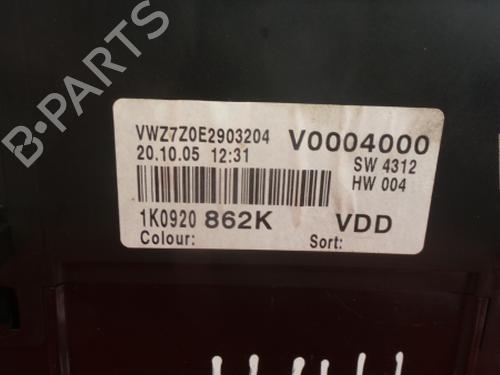 VWZ7Z0E2903204 V0004000
20.10.05 12:31 SW 4312
HW 004
1K0920 862K VDD
Colour: Sort:
B-PARTS